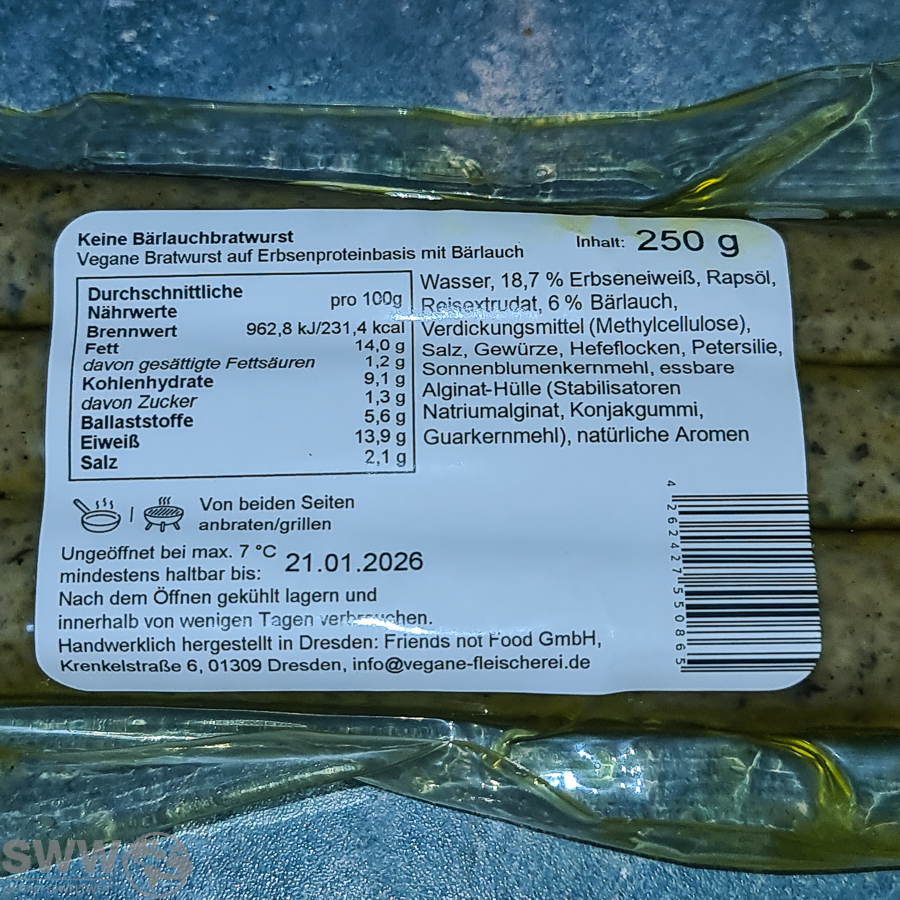 Keine Bärlauchbratwurst
Vegane Bratwurst auf Erbsenproteinbasis mit Bärlauch
Inhalt: 250 g
Durchschnittliche
Nährwerte pro 100g
Brennwert 962,8 kJ/231,4 kcal
Fett 14,0 g
davon gesättigte Fettsäuren 1,2 g
Kohlenhydrate 9,1 g
davon Zucker 1,3 g
Ballaststoffe 5,6 g
Eiweiß 13,9 g
Salz 2,1 g
Wasser, 18,7 % Erbseneiweiß, Rapsöl,
Reisextrudat, 6 % Bärlauch,
Verdickungsmittel (Methylcellulose),
Salz, Gewürze, Hefeflocken, Petersilie,
Sonnenblumenkernmehl, essbare
Alginat-Hülle (Stabilisatoren
Natriumalginat, Konjakgummi,
Guarkernmehl), natürliche Aromen
Von beiden Seiten
anbraten/grillen
Ungeöffnet bei max. 7 °C
mindestens haltbar bis: 21.01.2026
Nach dem Öffnen gekühlt lagern und
innerhalb von wenigen Tagen verbrauchen.
Handwerklich hergestellt in Dresden: Friends not Food GmbH,
Krenkelstraße 6, 01309 Dresden, info@vegane-fleischerei.de
4 262427 550865
SWW